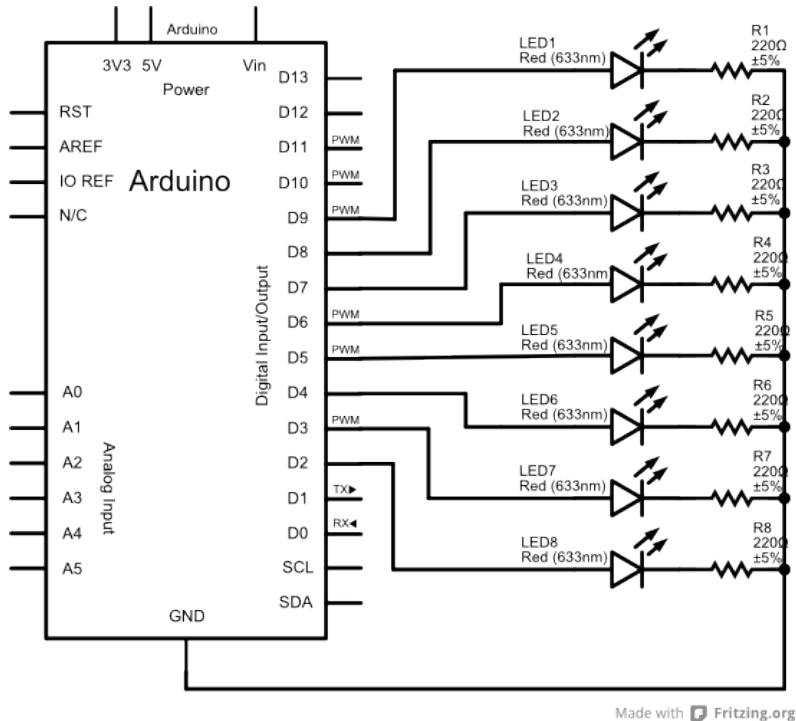 Arduino
3V3 5V Vin
Power
RST
AREF
IO REF
N/C
Arduino
A0
A1
A2
A3
A4
A5
Analog Input
Digital Input/Output
D13
D12
D11 PWM
D10 PWM
D9 PWM
D8
D7
D6 PWM
D5 PWM
D4
D3 PWM
D2
D1 TX▶
D0 RX◀
SCL
SDA
GND
LED1
Red (633nm)
R1
220Ω
±5%
LED2
Red (633nm)
R2
220Ω
±5%
LED3
Red (633nm)
R3
220Ω
±5%
LED4
Red (633nm
R4
220Ω
±5%
LED5
Red (633nm)
R5
220Ω
±5%
LED6
Red (633nm)
R6
220Ω
±5%
LED7
Red (633nm)
R7
220Ω
±5%
LED8
Red (633nm)
R8
220Ω
±5%
Made with Fritzing.org